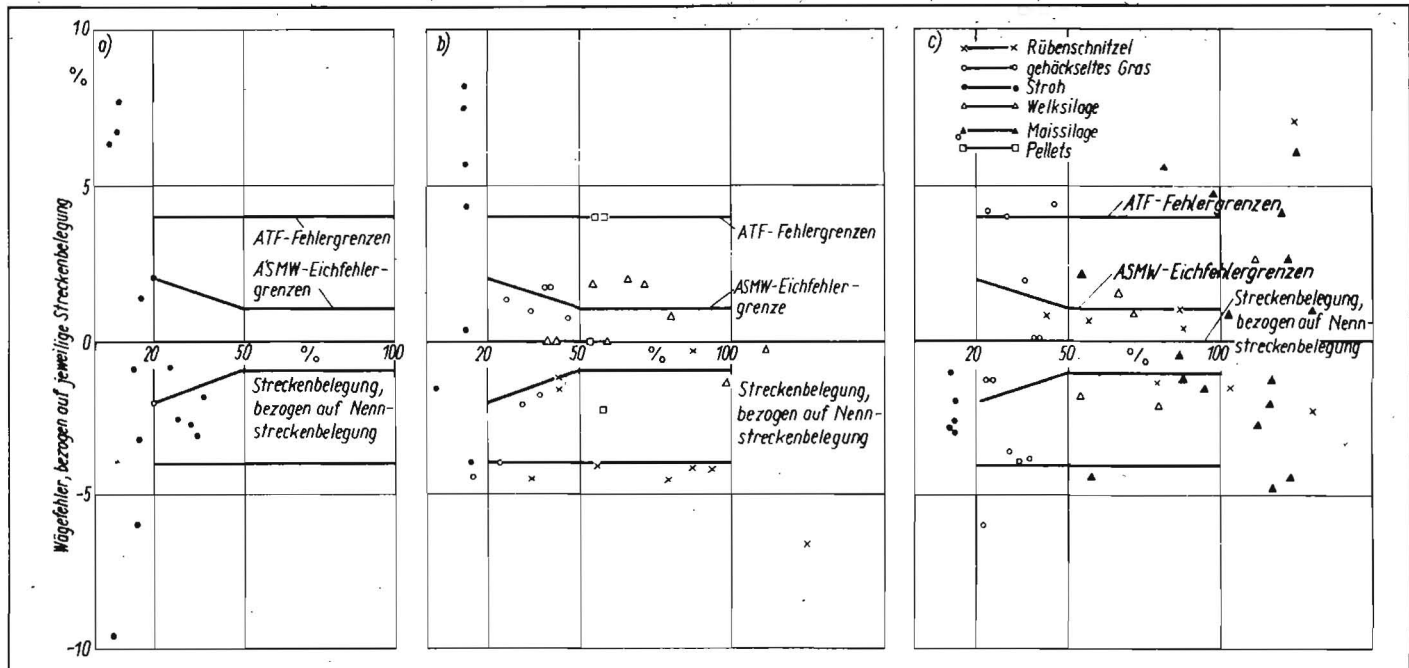 Wägefehler, bezogen auf jeweilige Streckenbelegung
10
%
5
0
-5
-10
a)
ATF-Fehlergrenzen
ASMW-Eichfehler-
grenzen
20
50
%
100
Streckenbelegung,
bezogen auf Nenn-
streckenbelegung
b)
ATF-Fehlergrenzen
ASMW-Eichfehler-
grenze
20
50
%
100
Streckenbelegung,
bezogen auf Nenn-
streckenbelegung
c)
Rübenschnitzel
gehäckseltes Gras
Stroh
Welksilage
Maissilage
Pellets
ATF-Fehlergrenzen
ASMW-Eichfehlergrenzen
Streckenbelegung,
bezogen auf Nenn-
streckenbelegung
20
50
%
100